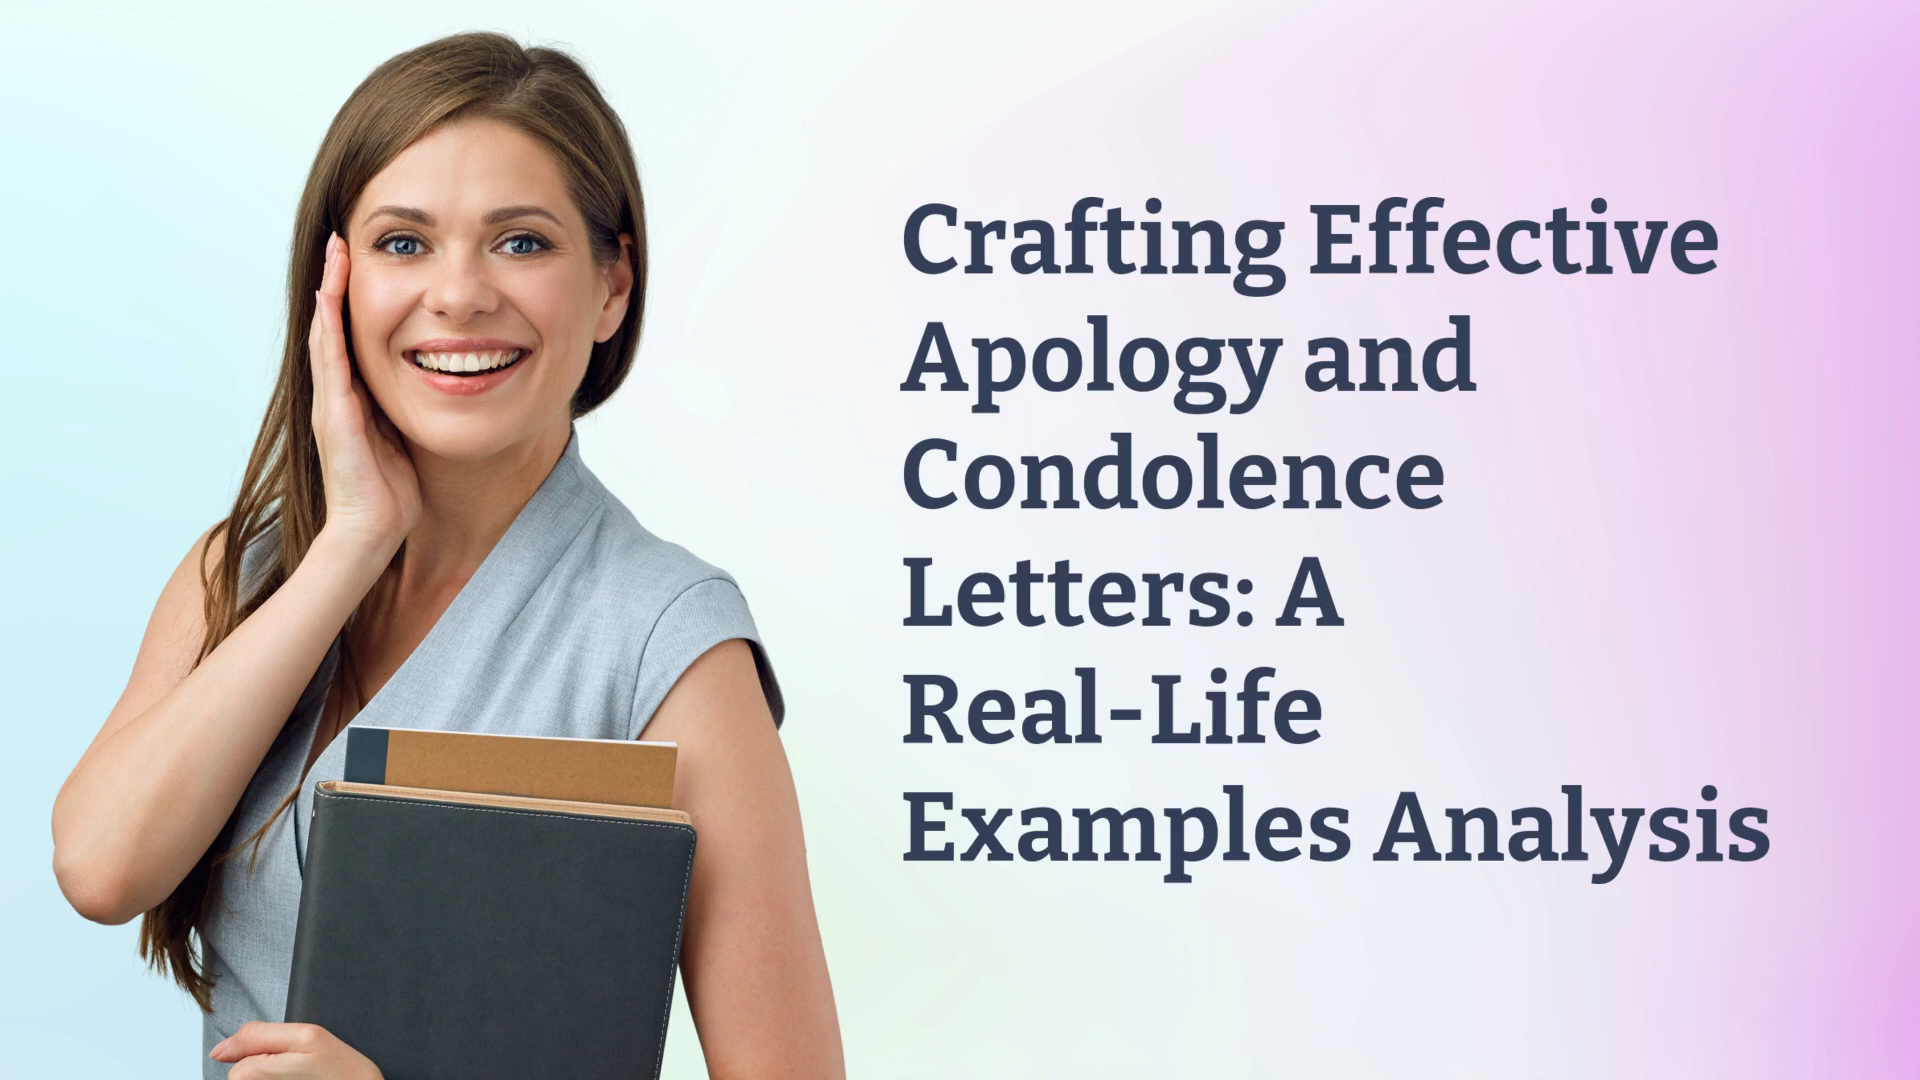 Crafting Effective
Apology and
Condolence
Letters: A
Real-Life
Examples Analysis